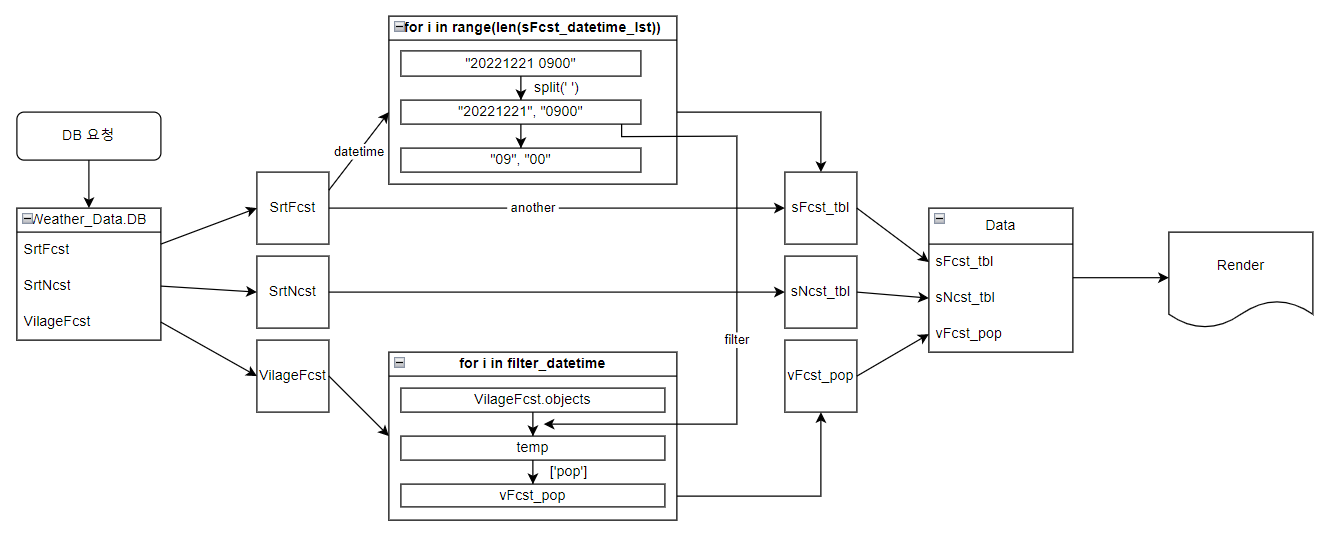 for i in range(len(sFcst_datetime_lst))
"20221221 0900"
split(' ')
"20221221", "0900"
"09", "00"
DB 요청
datetime
Weather_Data.DB
SrtFcst
SrtNcst
VilageFcst
SrtFcst
another
sFcst_tbl
SrtNcst
sNcst_tbl
VilageFcst
filter
for i in filter_datetime
VilageFcst.objects
temp
['pop']
vFcst_pop
vFcst_pop
Data
sFcst_tbl
sNcst_tbl
vFcst_pop
Render